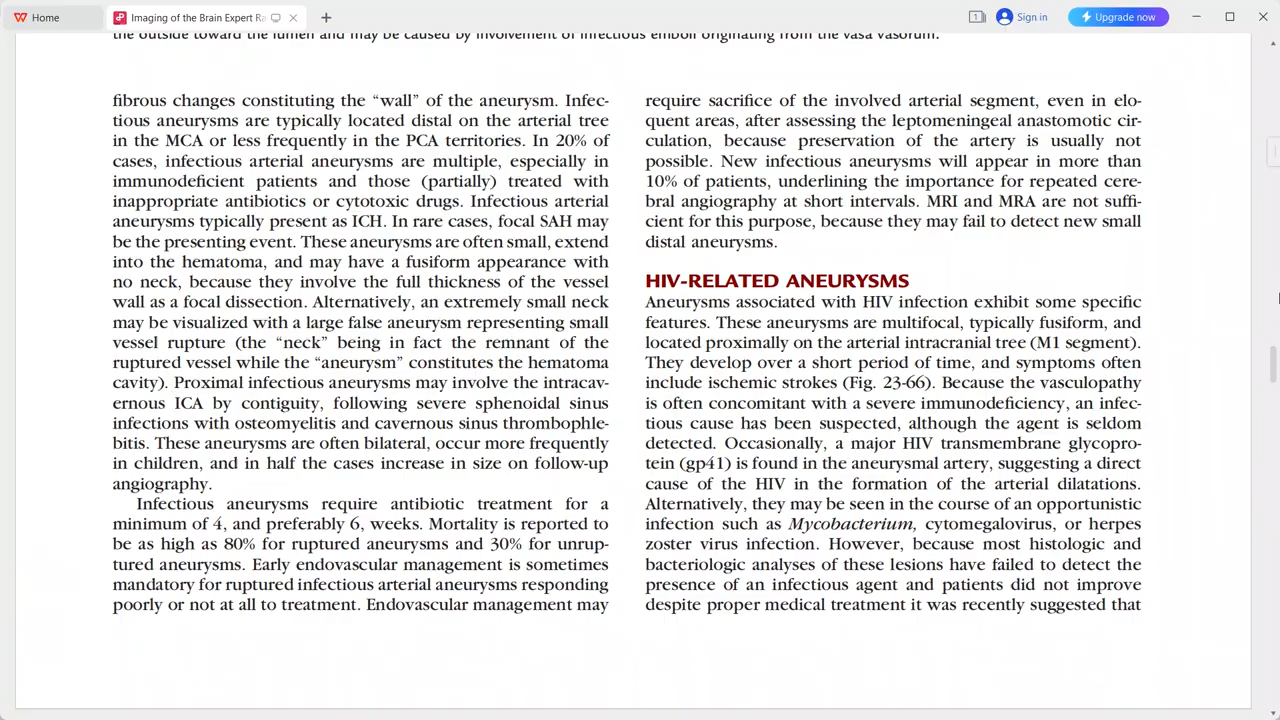 Home
Imaging of the Brain Expert Ra
1
Sign in
Upgrade now
the outside toward the lumen and may be caused by involvement of infectious emboli originating from the vasa vasorum.
fibrous changes constituting the “wall” of the aneurysm. Infec-
tious aneurysms are typically located distal on the arterial tree
in the MCA or less frequently in the PCA territories. In 20% of
cases, infectious arterial aneurysms are multiple, especially in
immunodeficient patients and those (partially) treated with
inappropriate antibiotics or cytotoxic drugs. Infectious arterial
aneurysms typically present as ICH. In rare cases, focal SAH may
be the presenting event. These aneurysms are often small, extend
into the hematoma, and may have a fusiform appearance with
no neck, because they involve the full thickness of the vessel
wall as a focal dissection. Alternatively, an extremely small neck
may be visualized with a large false aneurysm representing small
vessel rupture (the “neck” being in fact the remnant of the
ruptured vessel while the “aneurysm” constitutes the hematoma
cavity). Proximal infectious aneurysms may involve the intracav-
ernous ICA by contiguity, following severe sphenoidal sinus
infections with osteomyelitis and cavernous sinus thrombophle-
bitis. These aneurysms are often bilateral, occur more frequently
in children, and in half the cases increase in size on follow-up
angiography.
Infectious aneurysms require antibiotic treatment for a
minimum of 4, and preferably 6, weeks. Mortality is reported to
be as high as 80% for ruptured aneurysms and 30% for unrup-
tured aneurysms. Early endovascular management is sometimes
mandatory for ruptured infectious arterial aneurysms responding
poorly or not at all to treatment. Endovascular management may
require sacrifice of the involved arterial segment, even in elo-
quent areas, after assessing the leptomeningeal anastomotic cir-
culation, because preservation of the artery is usually not
possible. New infectious aneurysms will appear in more than
10% of patients, underlining the importance for repeated cere-
bral angiography at short intervals. MRI and MRA are not suffi-
cient for this purpose, because they may fail to detect new small
distal aneurysms.
HIV-RELATED ANEURYSMS
Aneurysms associated with HIV infection exhibit some specific
features. These aneurysms are multifocal, typically fusiform, and
located proximally on the arterial intracranial tree (M1 segment).
They develop over a short period of time, and symptoms often
include ischemic strokes (Fig. 23-66). Because the vasculopathy
is often concomitant with a severe immunodeficiency, an infec-
tious cause has been suspected, although the agent is seldom
detected. Occasionally, a major HIV transmembrane glycopro-
tein (gp41) is found in the aneurysmal artery, suggesting a direct
cause of the HIV in the formation of the arterial dilatations.
Alternatively, they may be seen in the course of an opportunistic
infection such as Mycobacterium, cytomegalovirus, or herpes
zoster virus infection. However, because most histologic and
bacteriologic analyses of these lesions have failed to detect the
presence of an infectious agent and patients did not improve
despite proper medical treatment it was recently suggested that